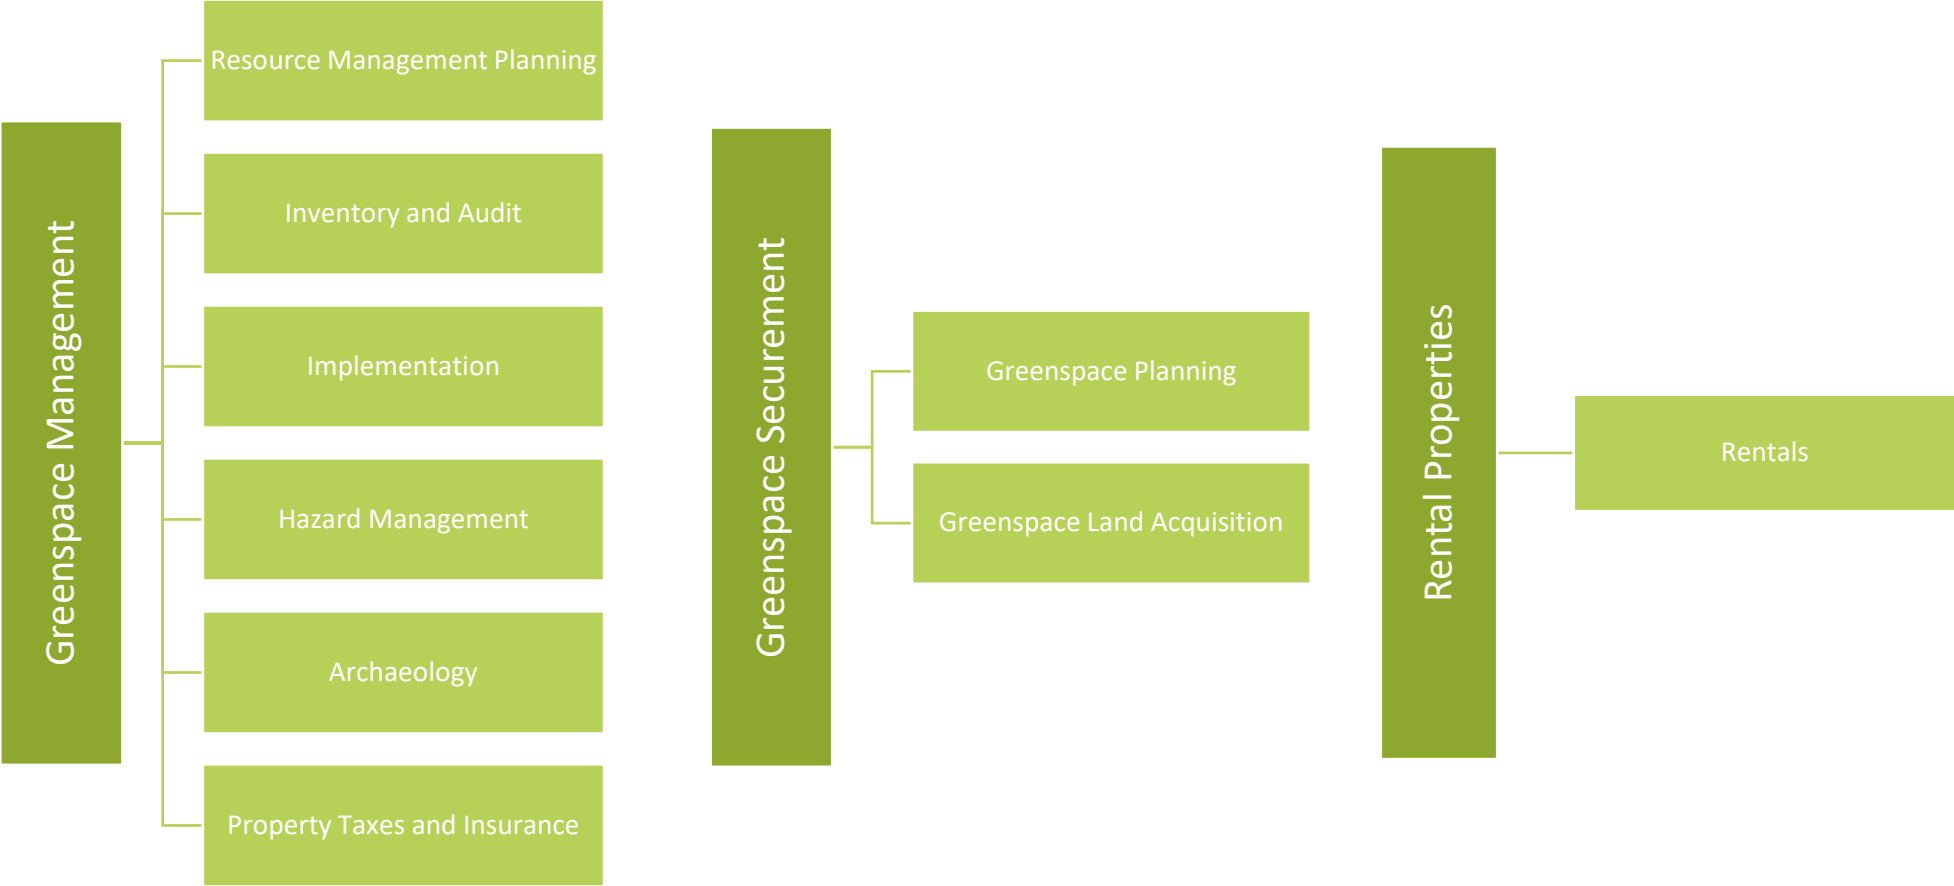 Greenspace Management
Resource Management Planning
Inventory and Audit
Implementation
Hazard Management
Archaeology
Property Taxes and Insurance
Greenspace Securement
Greenspace Planning
Greenspace Land Acquisition
Rental Properties
Rentals